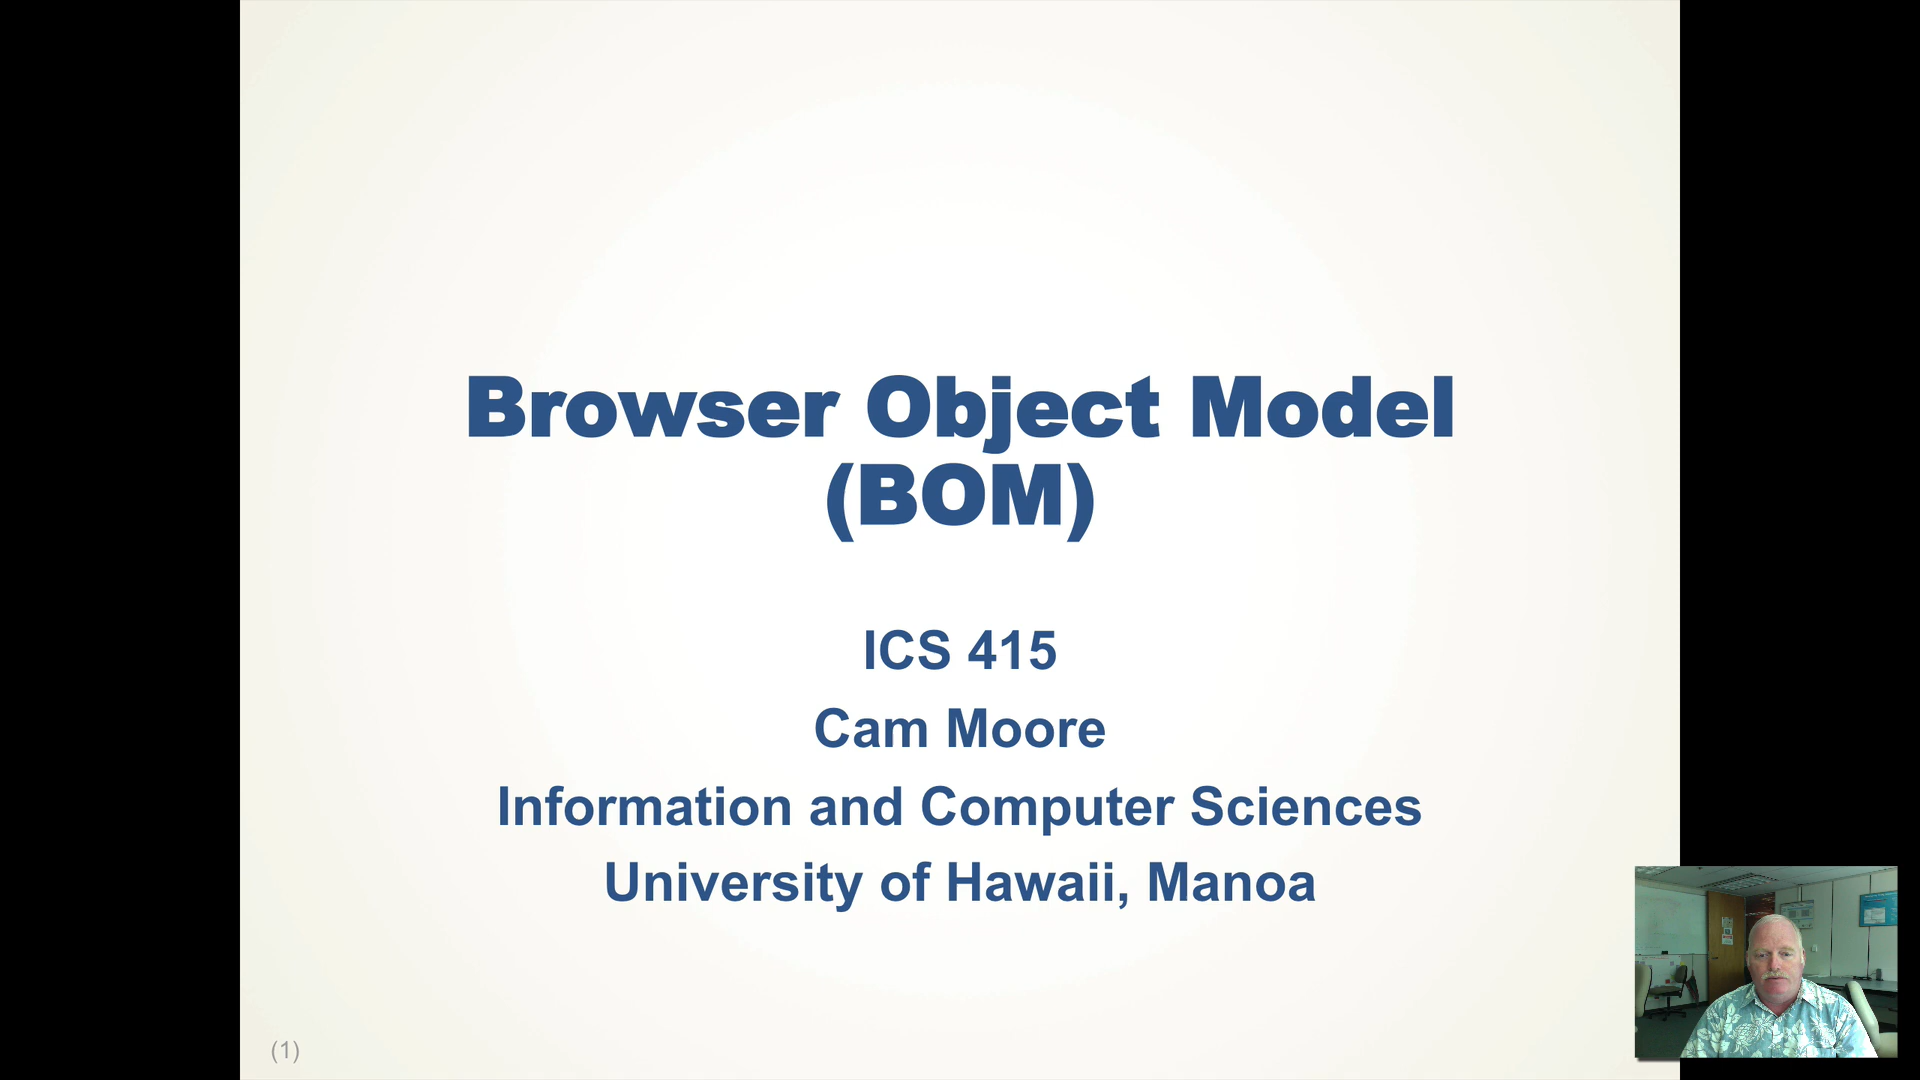 Browser Object Model
(BOM)
ICS 415
Cam Moore
Information and Computer Sciences
University of Hawaii, Manoa
(1)